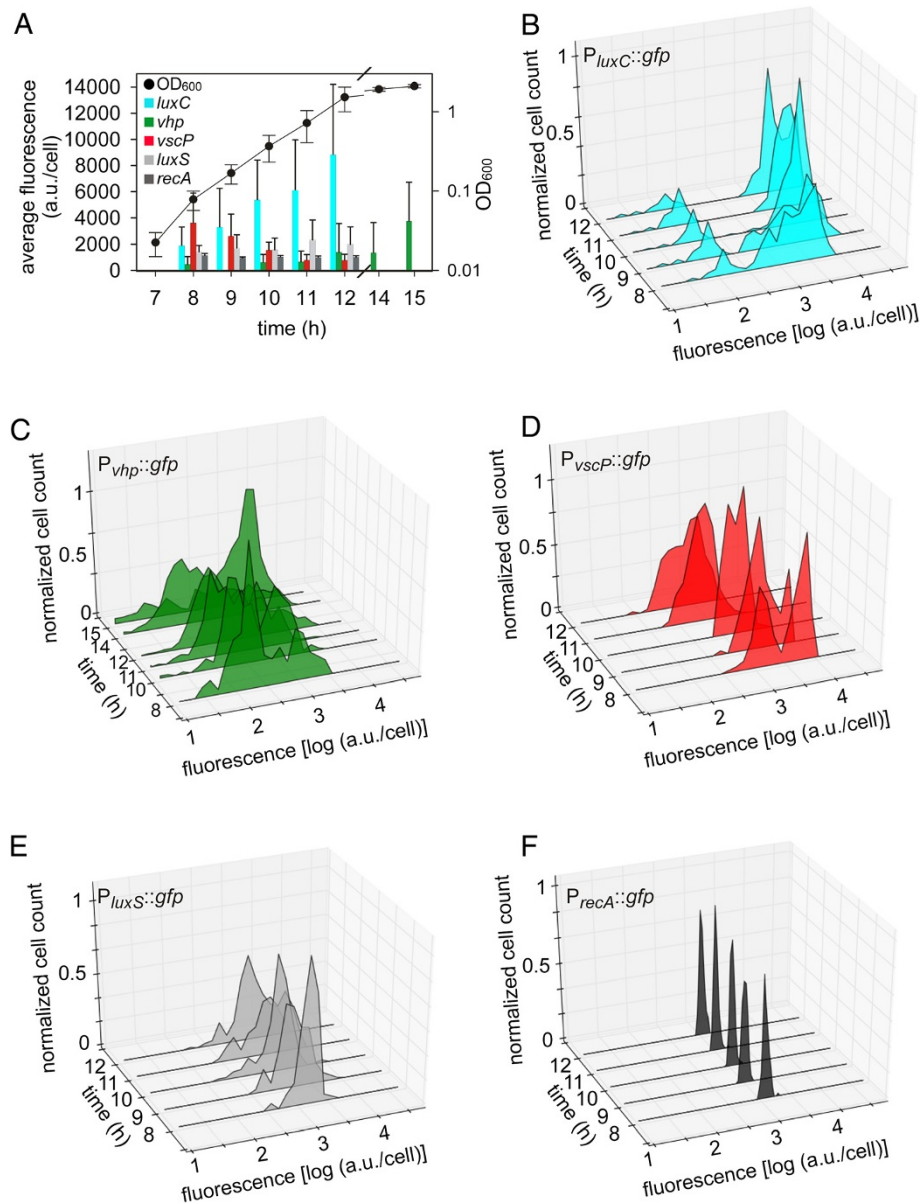 A
average fluorescence
(a.u./cell)
14000
12000
10000
8000
6000
4000
2000
0
OD600
luxC
vhp
vscP
luxS
recA
1
0.1
0.01
OD600
7 8 9 10 11 12 14 15
time (h)
B
PluxC::gfp
normalized cell count
1
0.5
0
12
11
10
9
8
time (h)
1 2 3 4
fluorescence [log (a.u./cell)]
C
Pvhp::gfp
normalized cell count
1
0.5
0
15
14
12
11
10
8
time (h)
1 2 3 4
fluorescence [log (a.u./cell)]
D
PvscP::gfp
normalized cell count
1
0.5
0
12
11
10
9
8
time (h)
1 2 3 4
fluorescence [log (a.u./cell)]
E
PluxS::gfp
normalized cell count
1
0.5
0
12
11
10
9
8
time (h)
1 2 3 4
fluorescence [log (a.u./cell)]
F
PrecA::gfp
normalized cell count
1
0.5
0
12
11
10
9
8
time (h)
1 2 3 4
fluorescence [log (a.u./cell)]